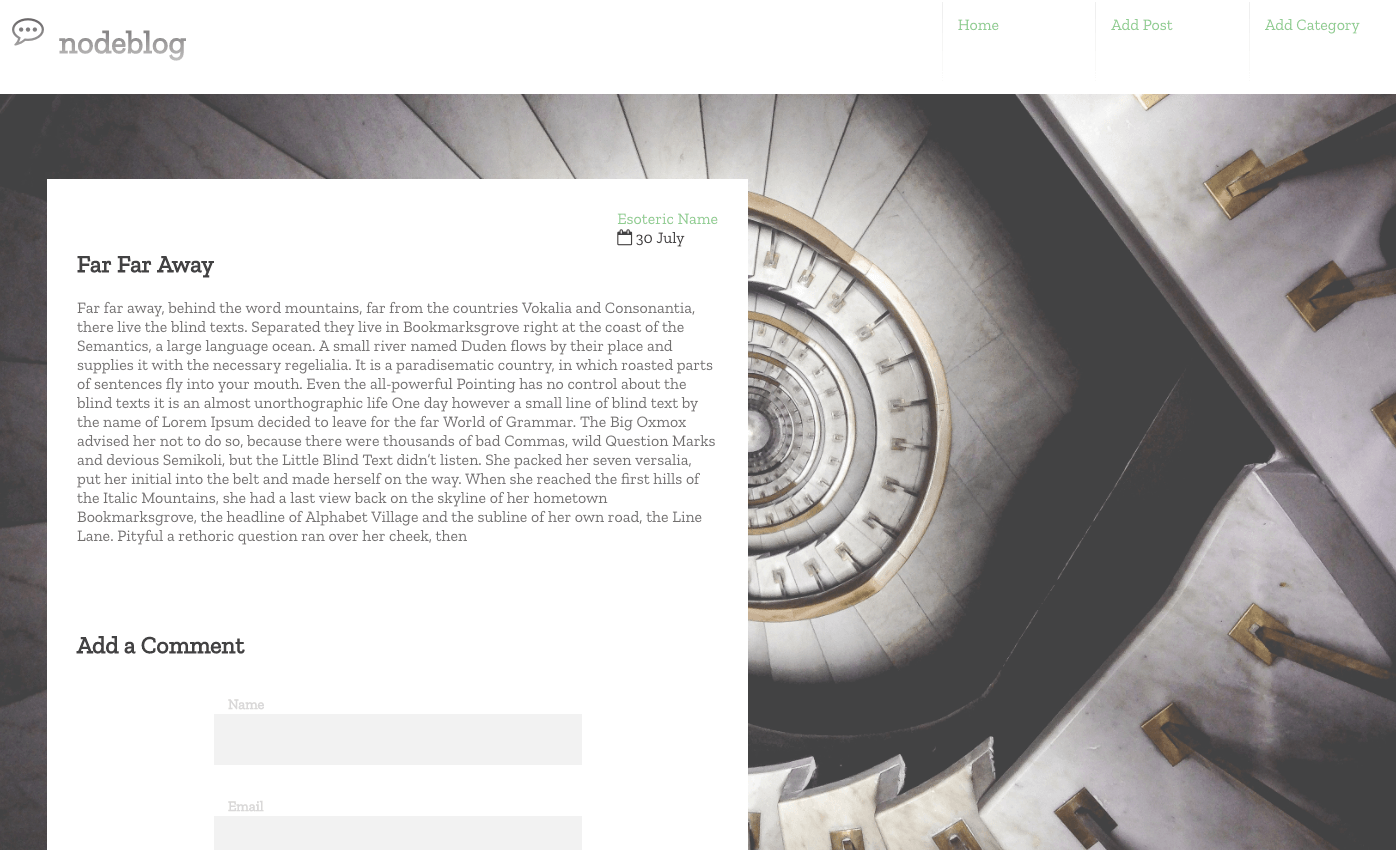 nodeblog
Home
Add Post
Add Category
Esoteric Name
30 July
Far Far Away
Far far away, behind the word mountains, far from the countries Vokalia and Consonantia,
there live the blind texts. Separated they live in Bookmarksgrove right at the coast of the
Semantics, a large language ocean. A small river named Duden flows by their place and
supplies it with the necessary regelialia. It is a paradisematic country, in which roasted parts
of sentences fly into your mouth. Even the all-powerful Pointing has no control about the
blind texts it is an almost unorthographic life One day however a small line of blind text by
the name of Lorem Ipsum decided to leave for the far World of Grammar. The Big Oxmox
advised her not to do so, because there were thousands of bad Commas, wild Question Marks
and devious Semikoli, but the Little Blind Text didn’t listen. She packed her seven versalia,
put her initial into the belt and made herself on the way. When she reached the first hills of
the Italic Mountains, she had a last view back on the skyline of her hometown
Bookmarksgrove, the headline of Alphabet Village and the subline of her own road, the Line
Lane. Pityful a rethoric question ran over her cheek, then
Add a Comment
Name
Email